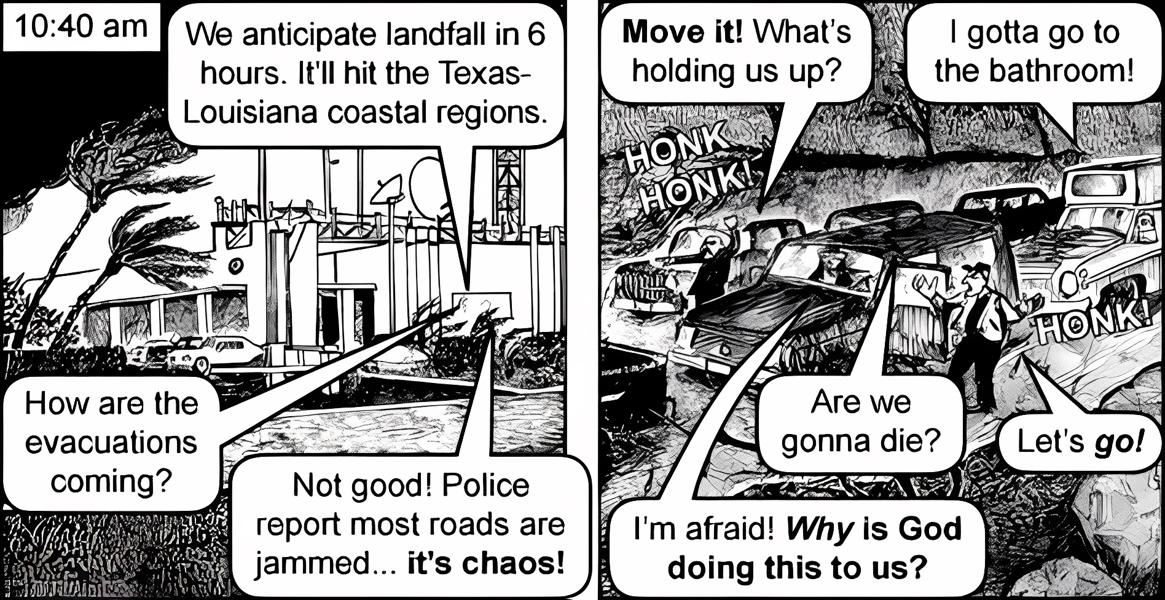 10:40 am
We anticipate landfall in 6
hours. It'll hit the Texas-
Louisiana coastal regions.
How are the
evacuations
coming?
Not good! Police
report most roads are
jammed... it's chaos!
Move it! What's
holding us up?
I gotta go to
the bathroom!
HONK
HONK!
HONK!
Are we
gonna die?
Let's go!
I'm afraid! Why is God
doing this to us?